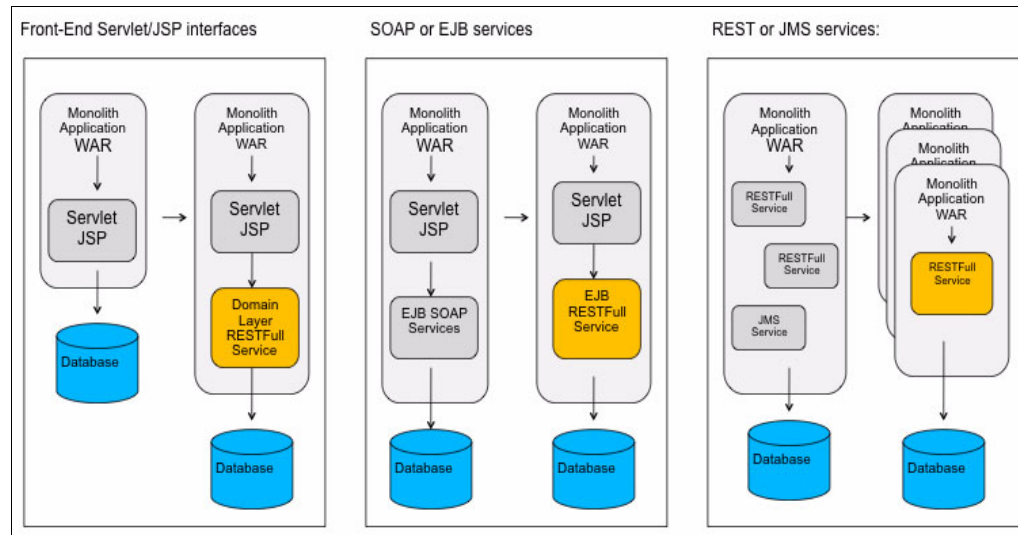 Front-End Servlet/JSP interfaces
SOAP or EJB services
REST or JMS services:
Monolith
Application
WAR
Servlet
JSP
Database
Monolith
Application
WAR
Servlet
JSP
Domain
Layer
RESTFull
Service
Database
Monolith
Application
WAR
Servlet
JSP
EJB SOAP
Services
Database
Monolith
Application
WAR
Servlet
JSP
EJB
RESTFull
Service
Database
Monolith
Application
WAR
RESTFull
Service
RESTFull
Service
JMS
Service
Database
Monolith
Application
Monolith
Application
Monolith
Application
WAR
RESTFull
Service
Database